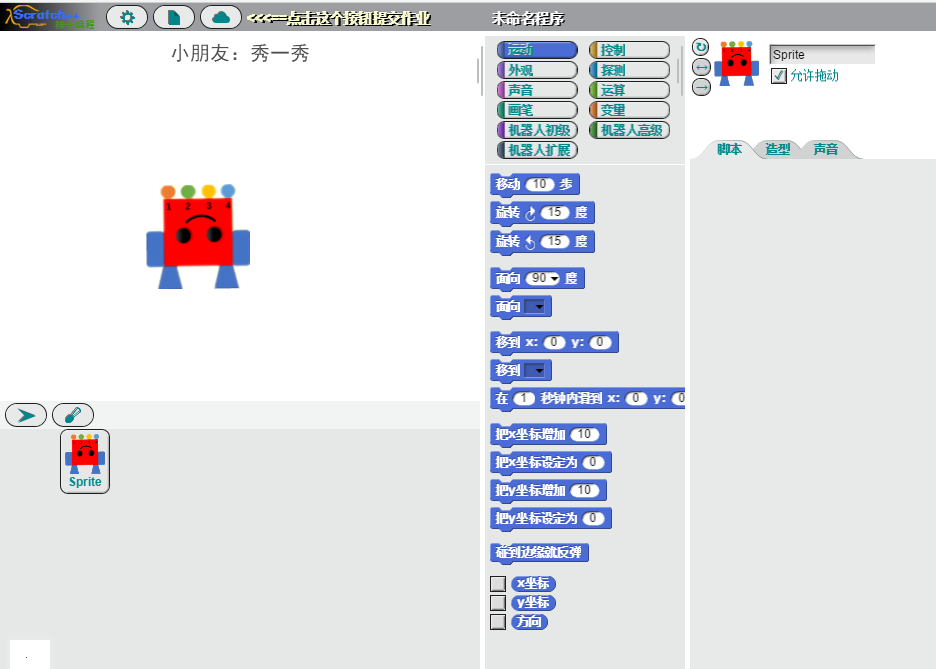 <<<==点击这个按钮提交作业
未命名程序
小朋友：秀一秀
1 2 3 4
运动
控制
外观
探测
声音
运算
画笔
变量
机器人初级
机器人高级
机器人扩展
Sprite
允许拖动
脚本 造型 声音
移动 10 步
旋转 15 度
旋转 15 度
面向 90 度
面向
移到 x: 0 y: 0
移到
在 1 秒钟内滑到 x: 0 y: 0
把x坐标增加 10
把x坐标设定为 0
把y坐标增加 10
把y坐标设定为 0
碰到边缘就反弹
x坐标
y坐标
方向
Sprite